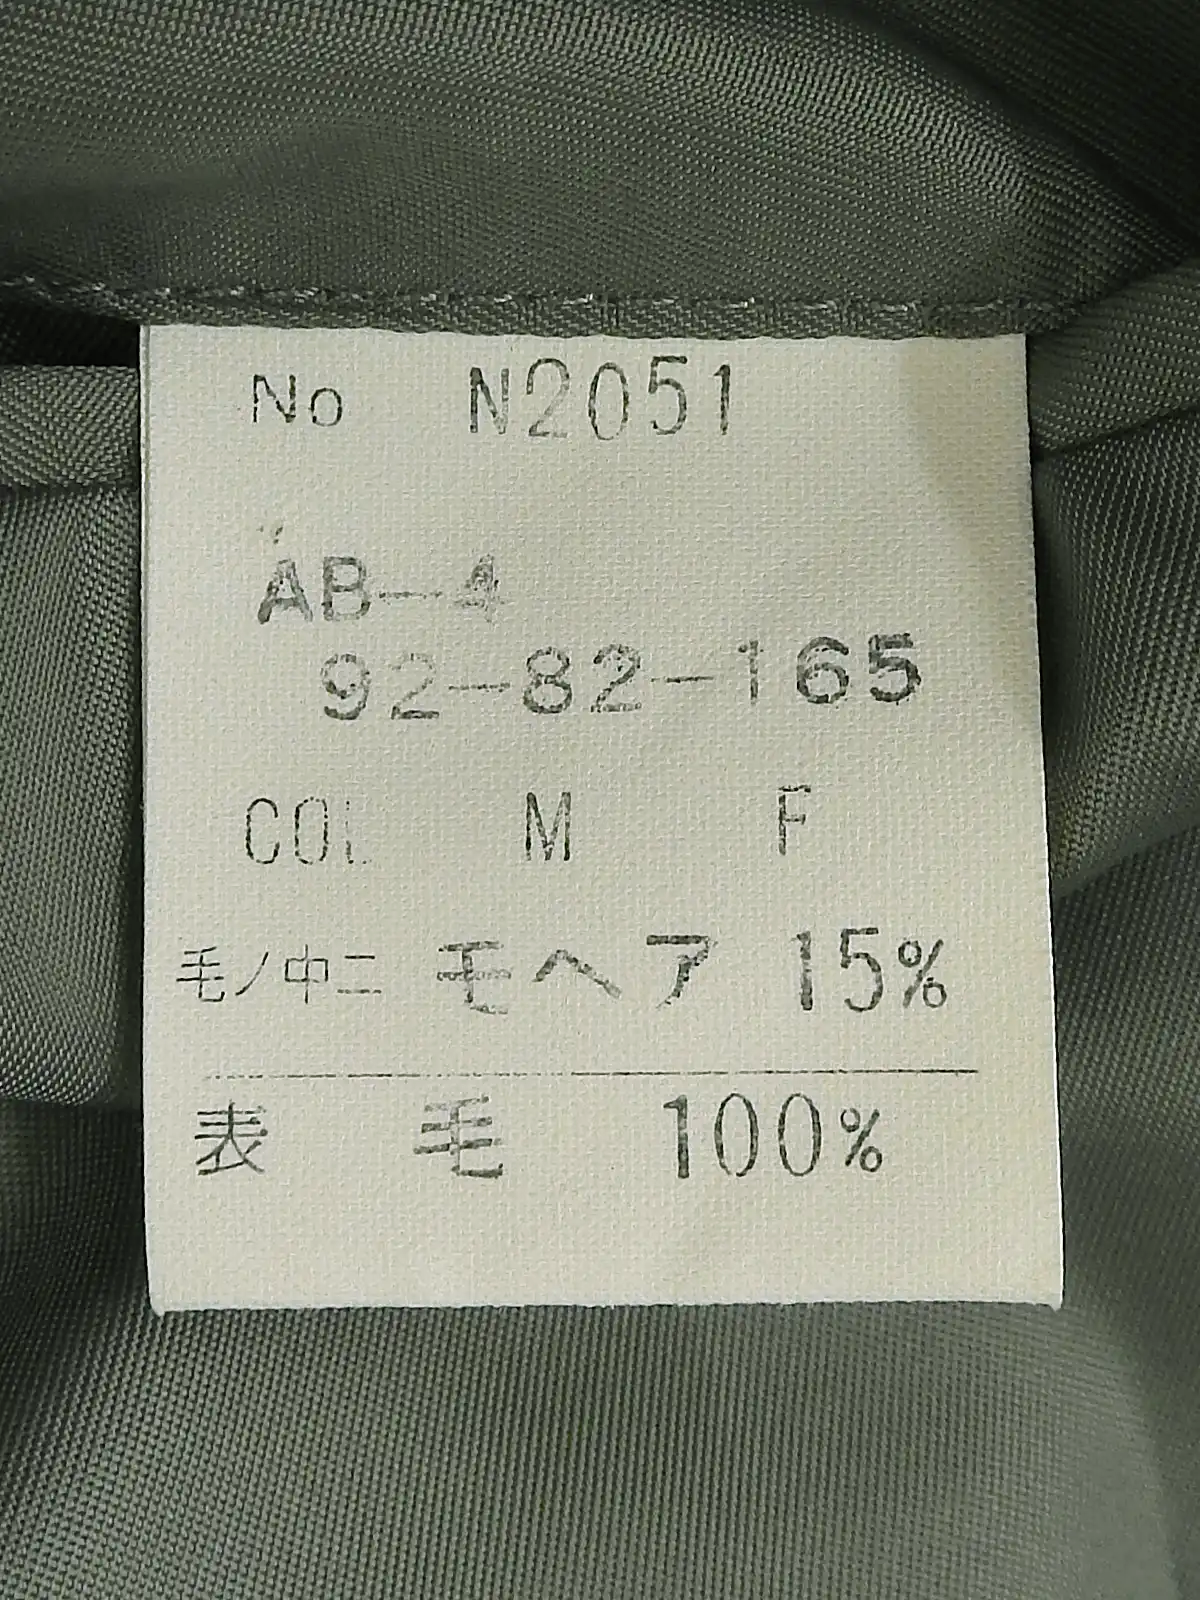 No N2051
AB-4
92-82-165
COL M F
毛ノ中ニ モヘア 15%
表 毛 100%